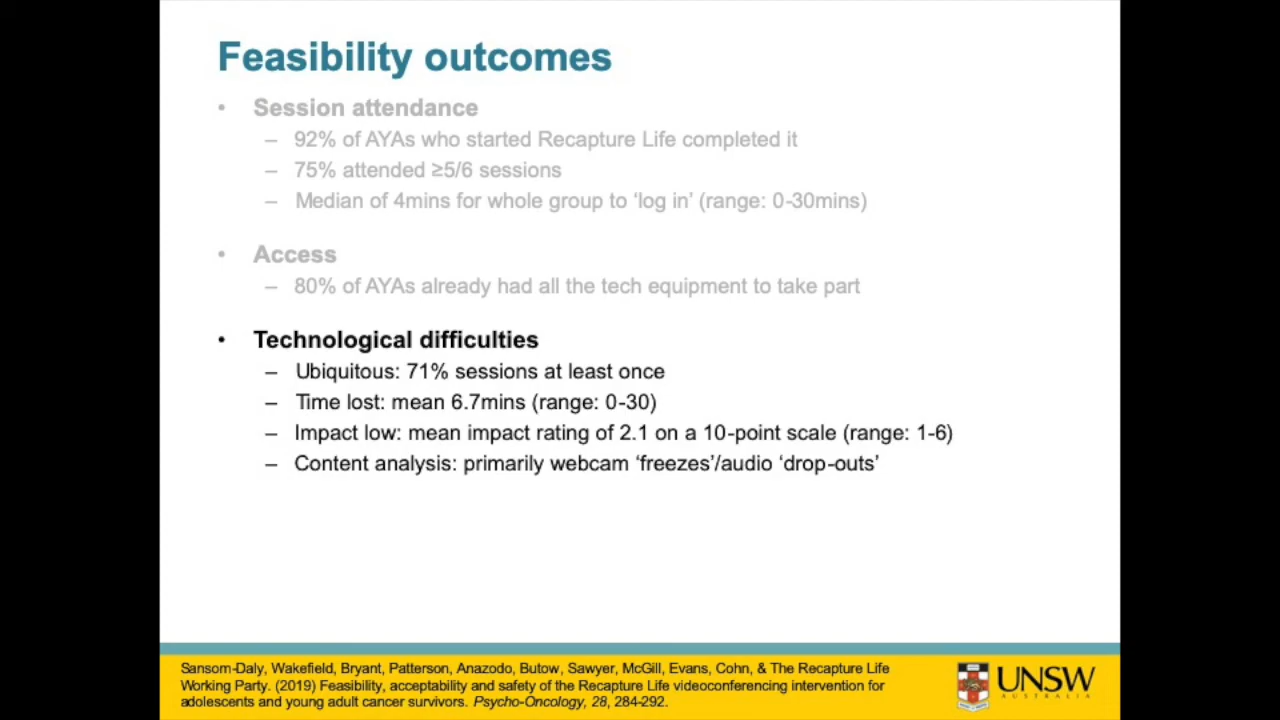 Feasibility outcomes
• Session attendance
– 92% of AYAs who started Recapture Life completed it
– 75% attended ≥5/6 sessions
– Median of 4mins for whole group to ‘log in’ (range: 0-30mins)
• Access
– 80% of AYAs already had all the tech equipment to take part
• Technological difficulties
– Ubiquitous: 71% sessions at least once
– Time lost: mean 6.7mins (range: 0-30)
– Impact low: mean impact rating of 2.1 on a 10-point scale (range: 1-6)
– Content analysis: primarily webcam ‘freezes’/audio ‘drop-outs’
Sansom-Daly, Wakefield, Bryant, Patterson, Anazodo, Butow, Sawyer, McGill, Evans, Cohn, & The Recapture Life
Working Party. (2019) Feasibility, acceptability and safety of the Recapture Life videoconferencing intervention for
adolescents and young adult cancer survivors. Psycho-Oncology, 28, 284-292.
UNSW
AUSTRALIA